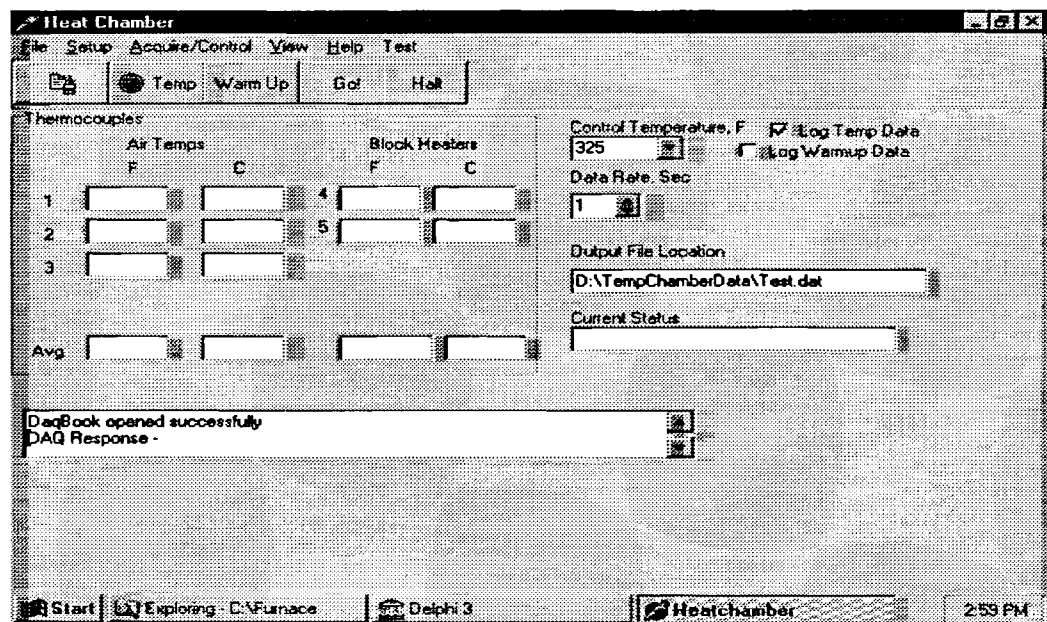 Heat Chamber
File Setup Acquire/Control View Help Test
Temp Warm Up Go! Halt
Thermocouples
Air Temps Block Heaters
F C F C
1 4
2 5
3
Avg
Control Temperature, F
325
Log Temp Data
Log Warmup Data
Data Rate, Sec
1
Output File Location
D:\TempChamberData\Test.dat
Current Status
DaqBook opened successfully
DAQ Response -
Start Exploring - C:\Furnace Delphi 3 Heatchamber 2:59 PM